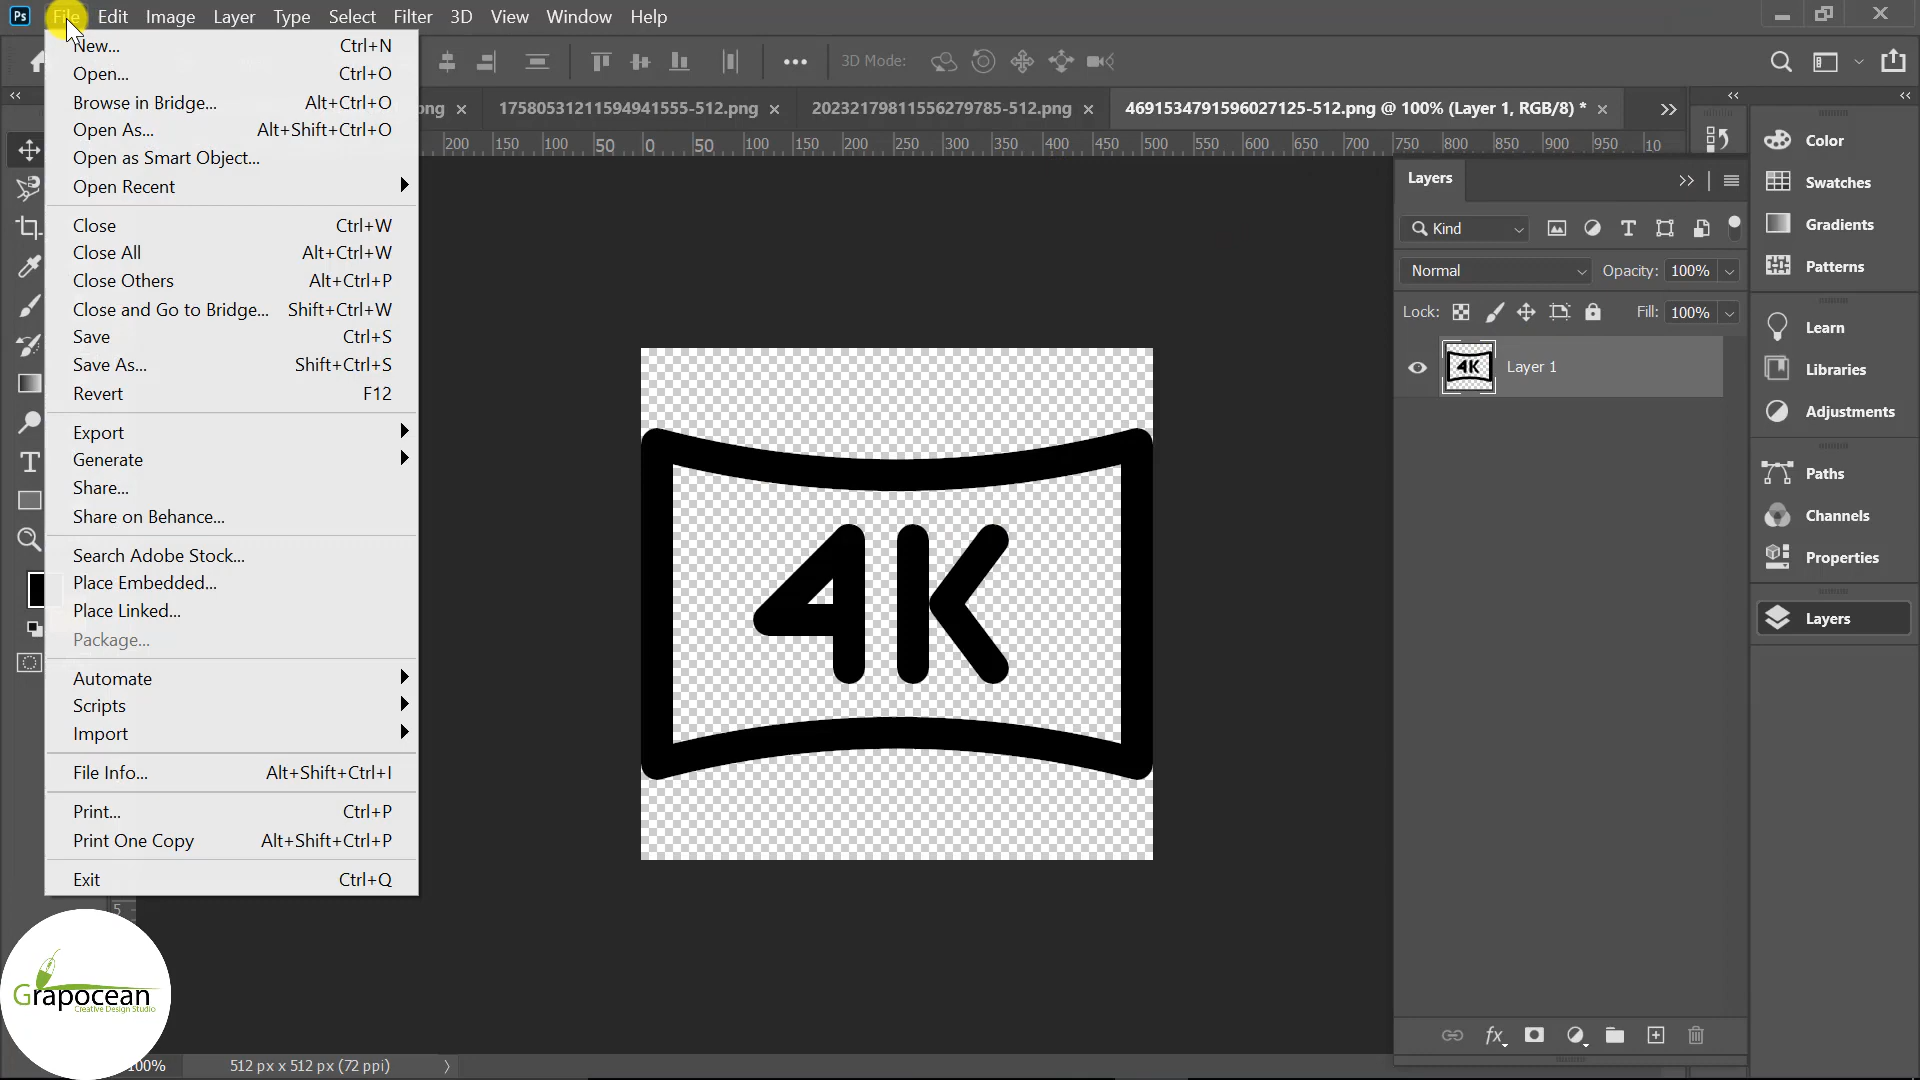 Ps File Edit Image Layer Type Select Filter 3D View Window Help
3D Mode:
ng 17580531211594941555-512.png 20232179811556279785-512.png 4691534791596027125-512.png @ 100% (Layer 1, RGB/8) *
200 150 100 50 0 50 100 150 200 250 300 350 400 450 500 550 600 650 700 750 800 850 900 950 10
New... Ctrl+N
Open... Ctrl+O
Browse in Bridge... Alt+Ctrl+O
Open As... Alt+Shift+Ctrl+O
Open as Smart Object...
Open Recent
Close Ctrl+W
Close All Alt+Ctrl+W
Close Others Alt+Ctrl+P
Close and Go to Bridge... Shift+Ctrl+W
Save Ctrl+S
Save As... Shift+Ctrl+S
Revert F12
Export
Generate
Share...
Share on Behance...
Search Adobe Stock...
Place Embedded...
Place Linked...
Package...
Automate
Scripts
Import
File Info... Alt+Shift+Ctrl+I
Print... Ctrl+P
Print One Copy Alt+Shift+Ctrl+P
Exit Ctrl+Q
4K
Layers
Kind
Normal Opacity: 100%
Lock: Fill: 100%
4K Layer 1
Color
Swatches
Gradients
Patterns
Learn
Libraries
Adjustments
Paths
Channels
Properties
Layers
5
Grapocean
Creative Design Studio
100% 512 px x 512 px (72 ppi)